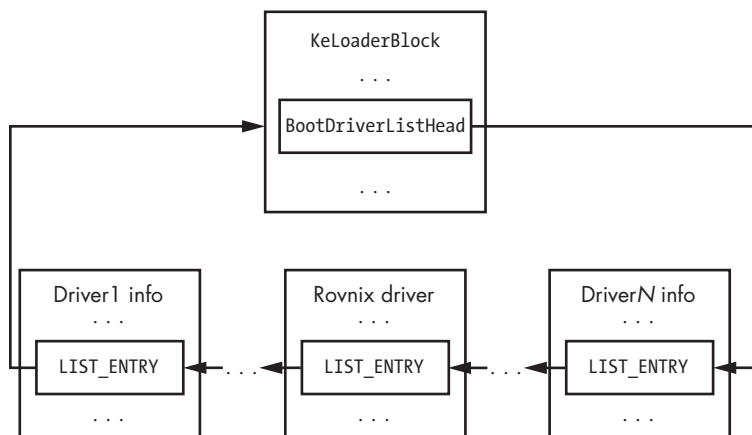 KeLoaderBlock
. . .
BootDriverListHead
. . .
Driver1 info
. . .
LIST_ENTRY
. . .
. . .
Rovnix driver
. . .
LIST_ENTRY
. . .
. . .
DriverN info
. . .
LIST_ENTRY
. . .